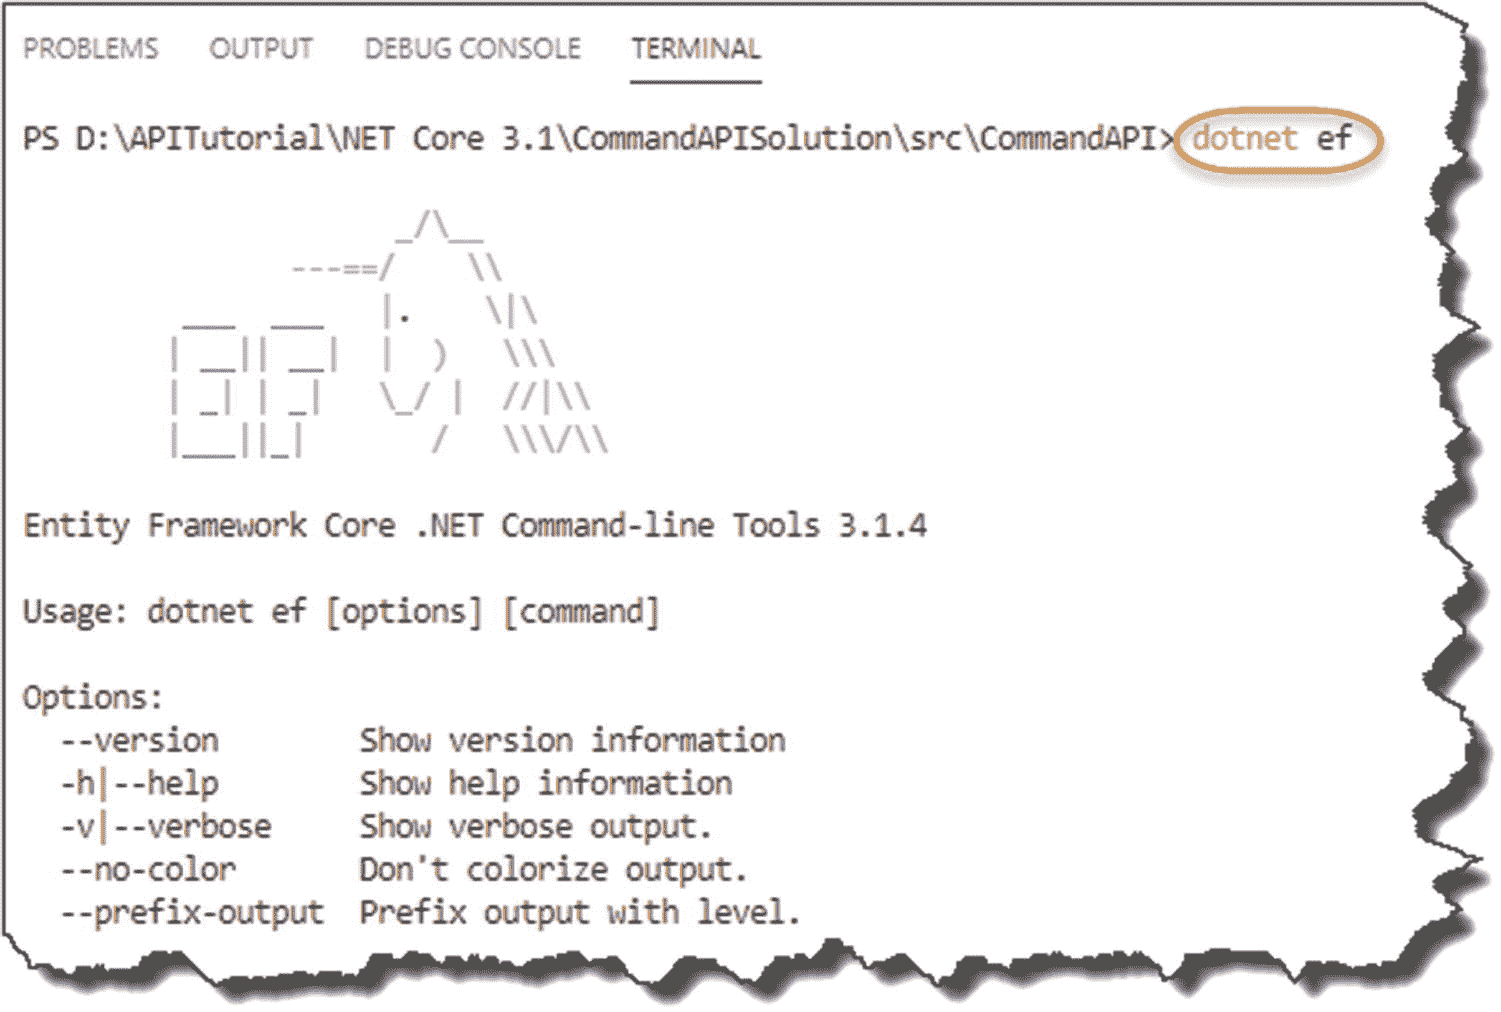 PROBLEMS OUTPUT DEBUG CONSOLE TERMINAL
PS D:\APITutorial\NET Core 3.1\CommandAPISolution\src\CommandAPI> dotnet ef
                     _/\__
               ---==/    \\
         ___  ___   |.    \|\
        | __||  _|  |  )   \\\
        | _| | |    \_/ |  //|\\
        |___||_|       /   \\\/\\
Entity Framework Core .NET Command-line Tools 3.1.4
Usage: dotnet ef [options] [command]
Options:
  --version        Show version information
  -h|--help        Show help information
  -v|--verbose     Show verbose output.
  --no-color       Don't colorize output.
  --prefix-output  Prefix output with level.